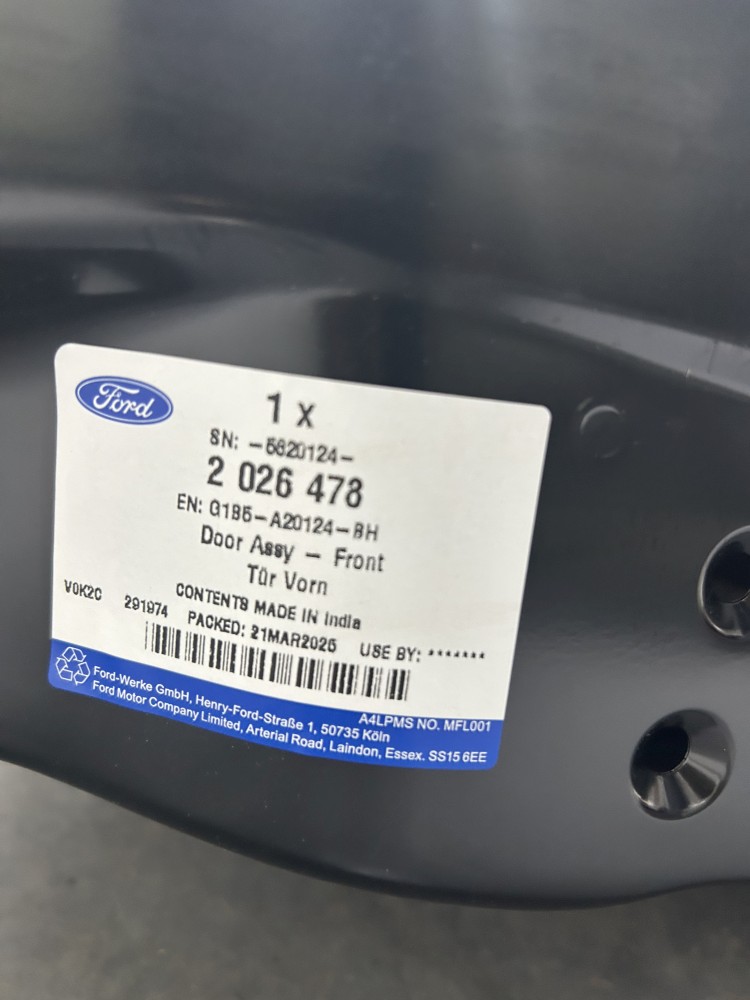 Ford
1 x
SN: -5620124-
2 026 478
EN: G1B5-A20124-BH
Door Assy - Front
Tür Vorn
CONTENTS MADE IN India
V0K2C 291974 PACKED: 21MAR2025 USE BY: *******
A4LPMS NO. MFL001
Ford-Werke GmbH, Henry-Ford-Straße 1, 50735 Köln
Ford Motor Company Limited, Arterial Road, Laindon, Essex. SS15 6EE